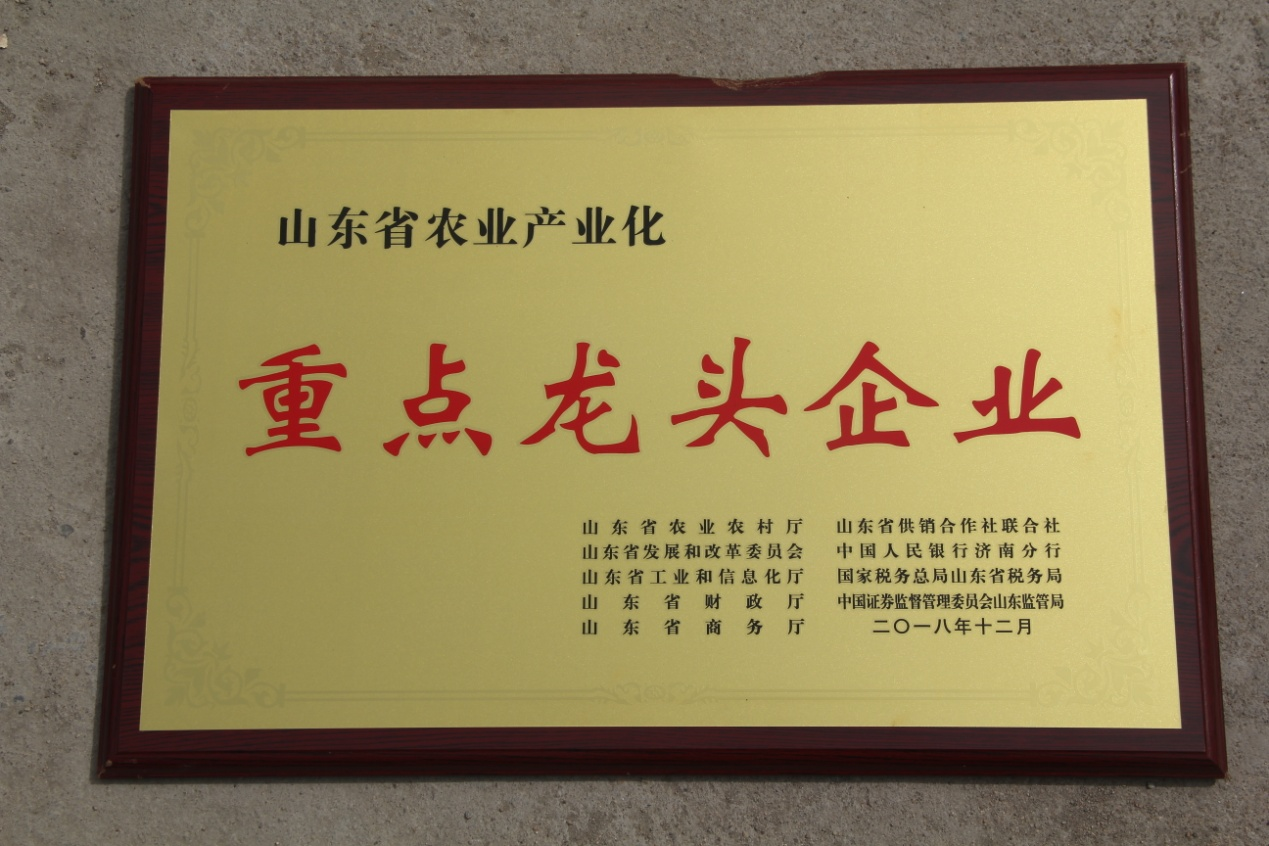 山东省农业产业化
重点龙头企业
山东省农业农村厅
山东省发展和改革委员会
山东省工业和信息化厅
山东省财政厅
山东省商务厅
山东省供销合作社联合社
中国人民银行济南分行
国家税务总局山东省税务局
中国证券监督管理委员会山东监管局
二〇一八年十二月